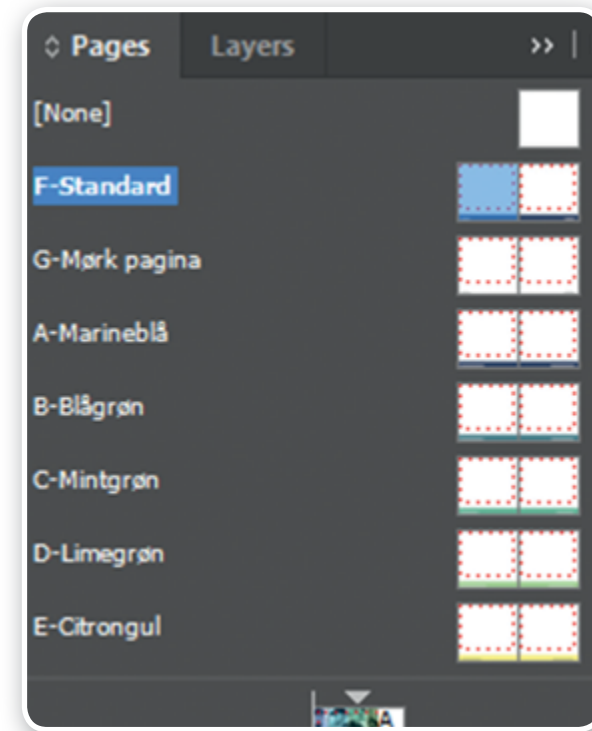 Pages Layers
[None]
F-Standard
G-Mørk pagina
A-Marineblå
B-Blågrøn
C-Mintgrøn
D-Limegrøn
E-Citrongul
A